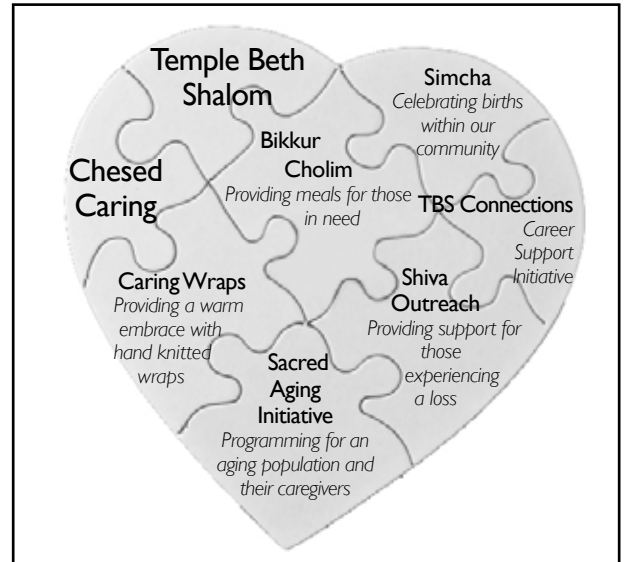 Temple Beth
Shalom
Chesed
Caring
Bikkur
Cholim
Providing meals for those
in need
Simcha
Celebrating births
within our
community
TBS Connections
Career
Support
Initiative
Caring Wraps
Providing a warm
embrace with
hand knitted
wraps
Shiva
Outreach
Providing support for
those
experiencing
a loss
Sacred
Aging
Initiative
Programming for an
aging population and
their caregivers